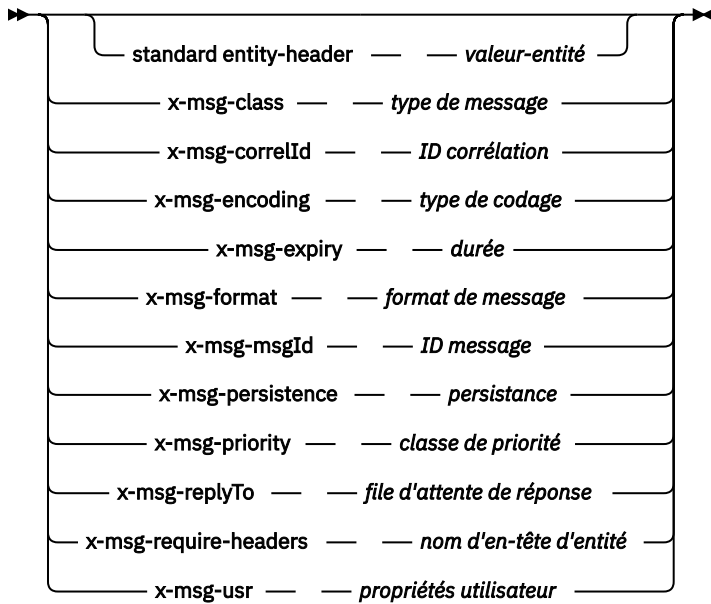 standard entity-header valeur-entité
x-msg-class type de message
x-msg-correlId ID corrélation
x-msg-encoding type de codage
x-msg-expiry durée
x-msg-format format de message
x-msg-msgId ID message
x-msg-persistence persistance
x-msg-priority classe de priorité
x-msg-replyTo file d'attente de réponse
x-msg-require-headers nom d'en-tête d'entité
x-msg-usr propriétés utilisateur